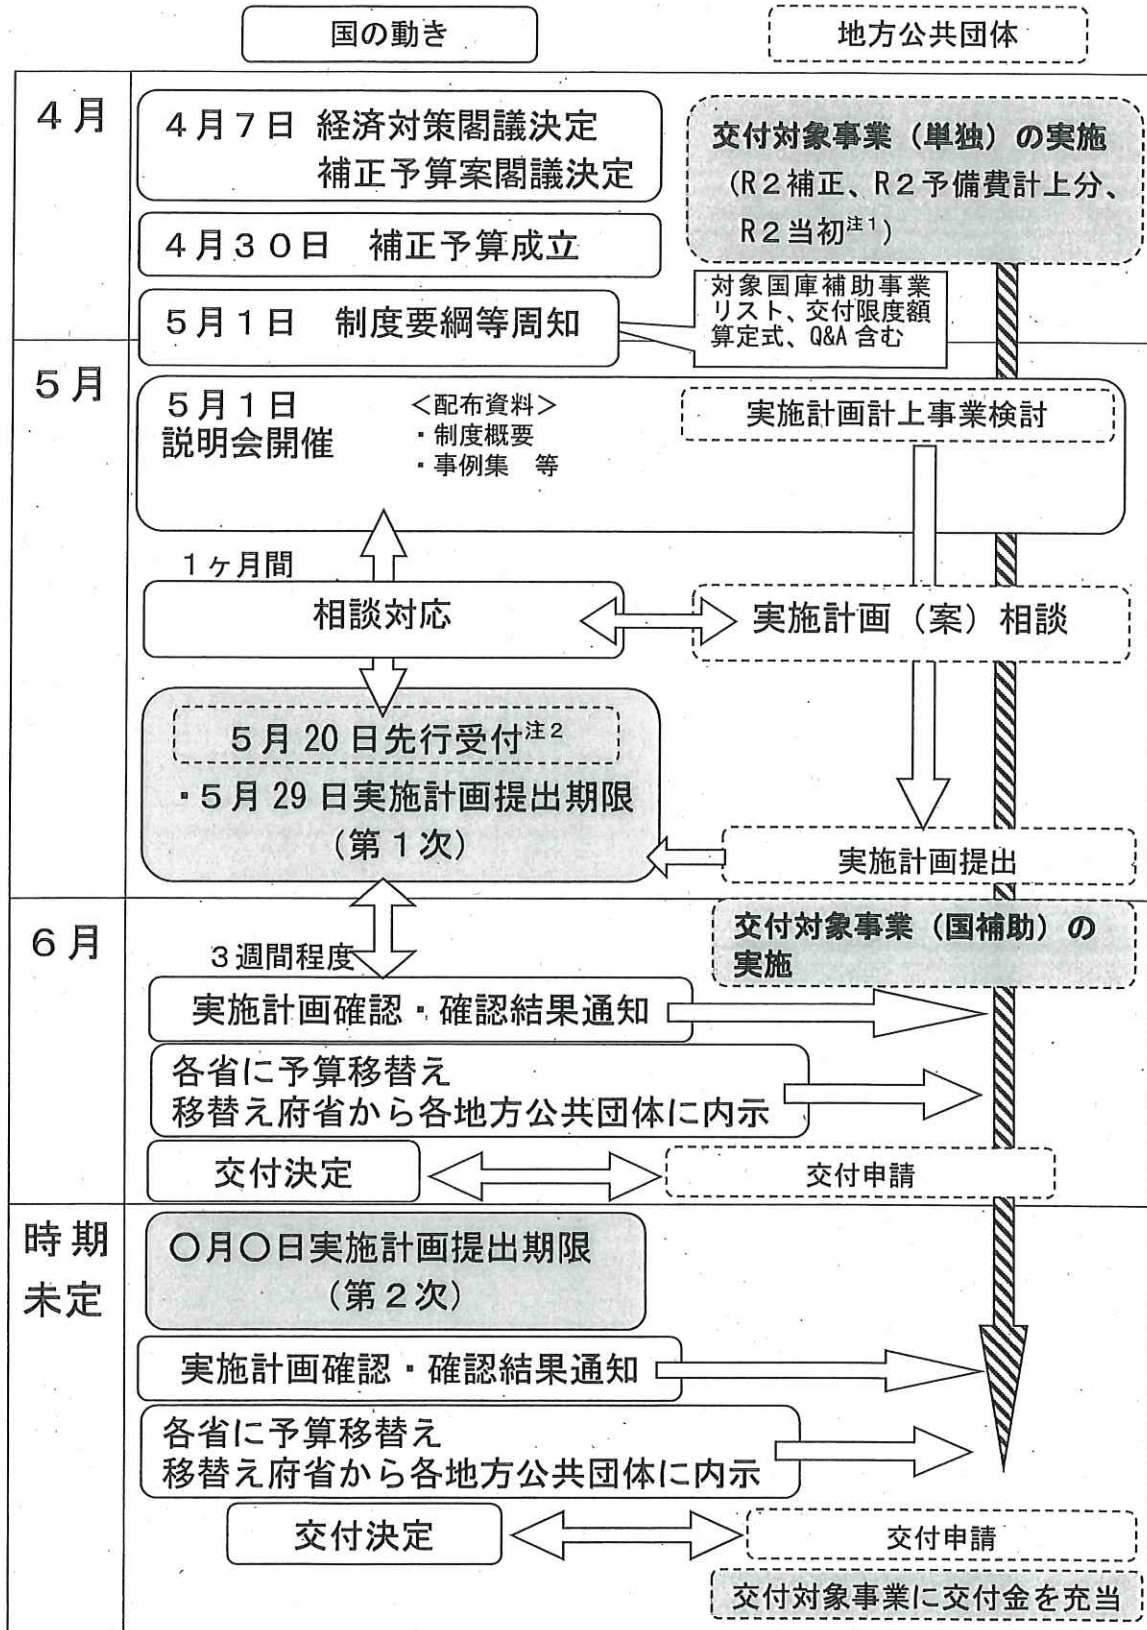 国の動き
地方公共団体
4月
4月7日 経済対策閣議決定
補正予算案閣議決定
交付対象事業（単独）の実施
（R2補正、R2予備費計上分、
R2当初注1）
4月30日 補正予算成立
5月1日 制度要綱等周知
対象国庫補助事業
リスト、交付限度額
算定式、Q&A含む
5月
5月1日
説明会開催
＜配布資料＞
・制度概要
・事例集 等
実施計画計上事業検討
1ヶ月間
相談対応
実施計画（案）相談
5月20日先行受付注2
・5月29日実施計画提出期限
（第1次）
実施計画提出
6月
交付対象事業（国補助）の
実施
3週間程度
実施計画確認・確認結果通知
各省に予算移替え
移替え府省から各地方公共団体に内示
交付決定
交付申請
時期
未定
〇月〇日実施計画提出期限
（第2次）
実施計画確認・確認結果通知
各省に予算移替え
移替え府省から各地方公共団体に内示
交付決定
交付申請
交付対象事業に交付金を充当